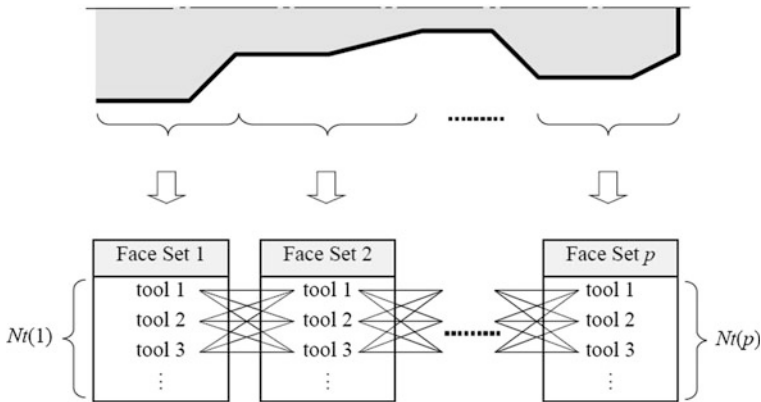 Face Set 1 Face Set 2 Face Set p
tool 1 tool 1 tool 1
tool 2 tool 2 tool 2
tool 3 tool 3 tool 3
Nt(1) Nt(p)